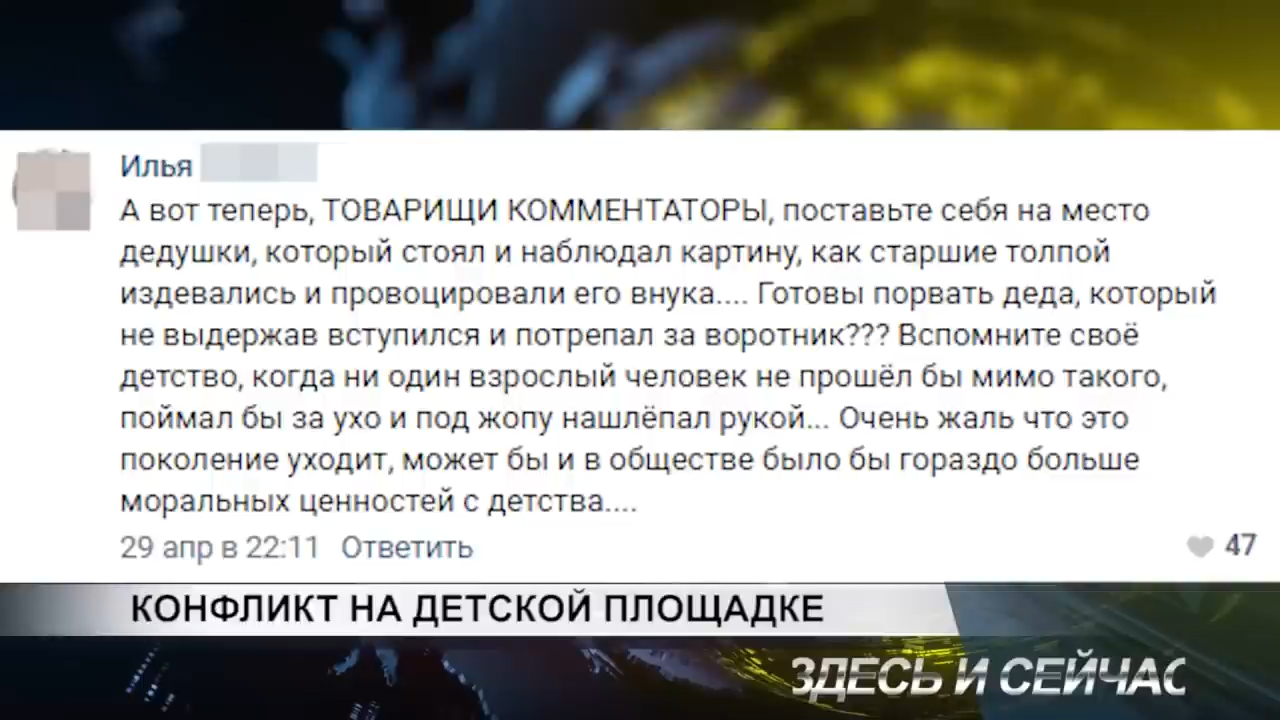 Илья
А вот теперь, ТОВАРИЩИ КОММЕНТАТОРЫ, поставьте себя на место
дедушки, который стоял и наблюдал картину, как старшие толпой
издевались и провоцировали его внука.... Готовы порвать деда, который
не выдержав вступился и потрепал за воротник??? Вспомните своё
детство, когда ни один взрослый человек не прошёл бы мимо такого,
поймал бы за ухо и под жопу нашлёпал рукой... Очень жаль что это
поколение уходит, может бы и в обществе было бы гораздо больше
моральных ценностей с детства....
29 апр в 22:11 Ответить 47
КОНФЛИКТ НА ДЕТСКОЙ ПЛОЩАДКЕ
ЗДЕСЬ И СЕЙЧАС